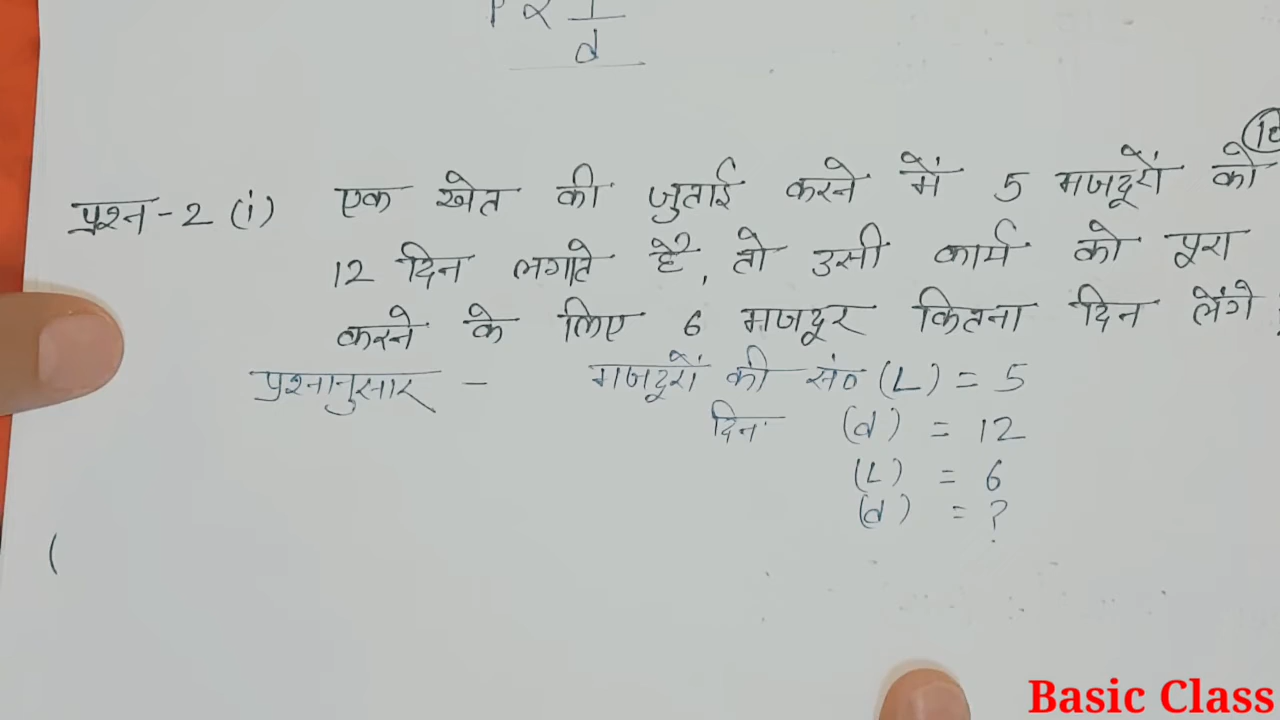 1
d
प्रश्न-2 (i) एक खेत की जुताई करने में 5 मजदूरों को
12 दिन लगाते है, तो उसी कार्य को पूरा
करने के लिए 6 मजदूर कितना दिन लेंगे
प्रश्नानुसार - मजदूरों की सं० (L) = 5
दिन (d) = 12
(L) = 6
(d) = ?
(
Basic Class